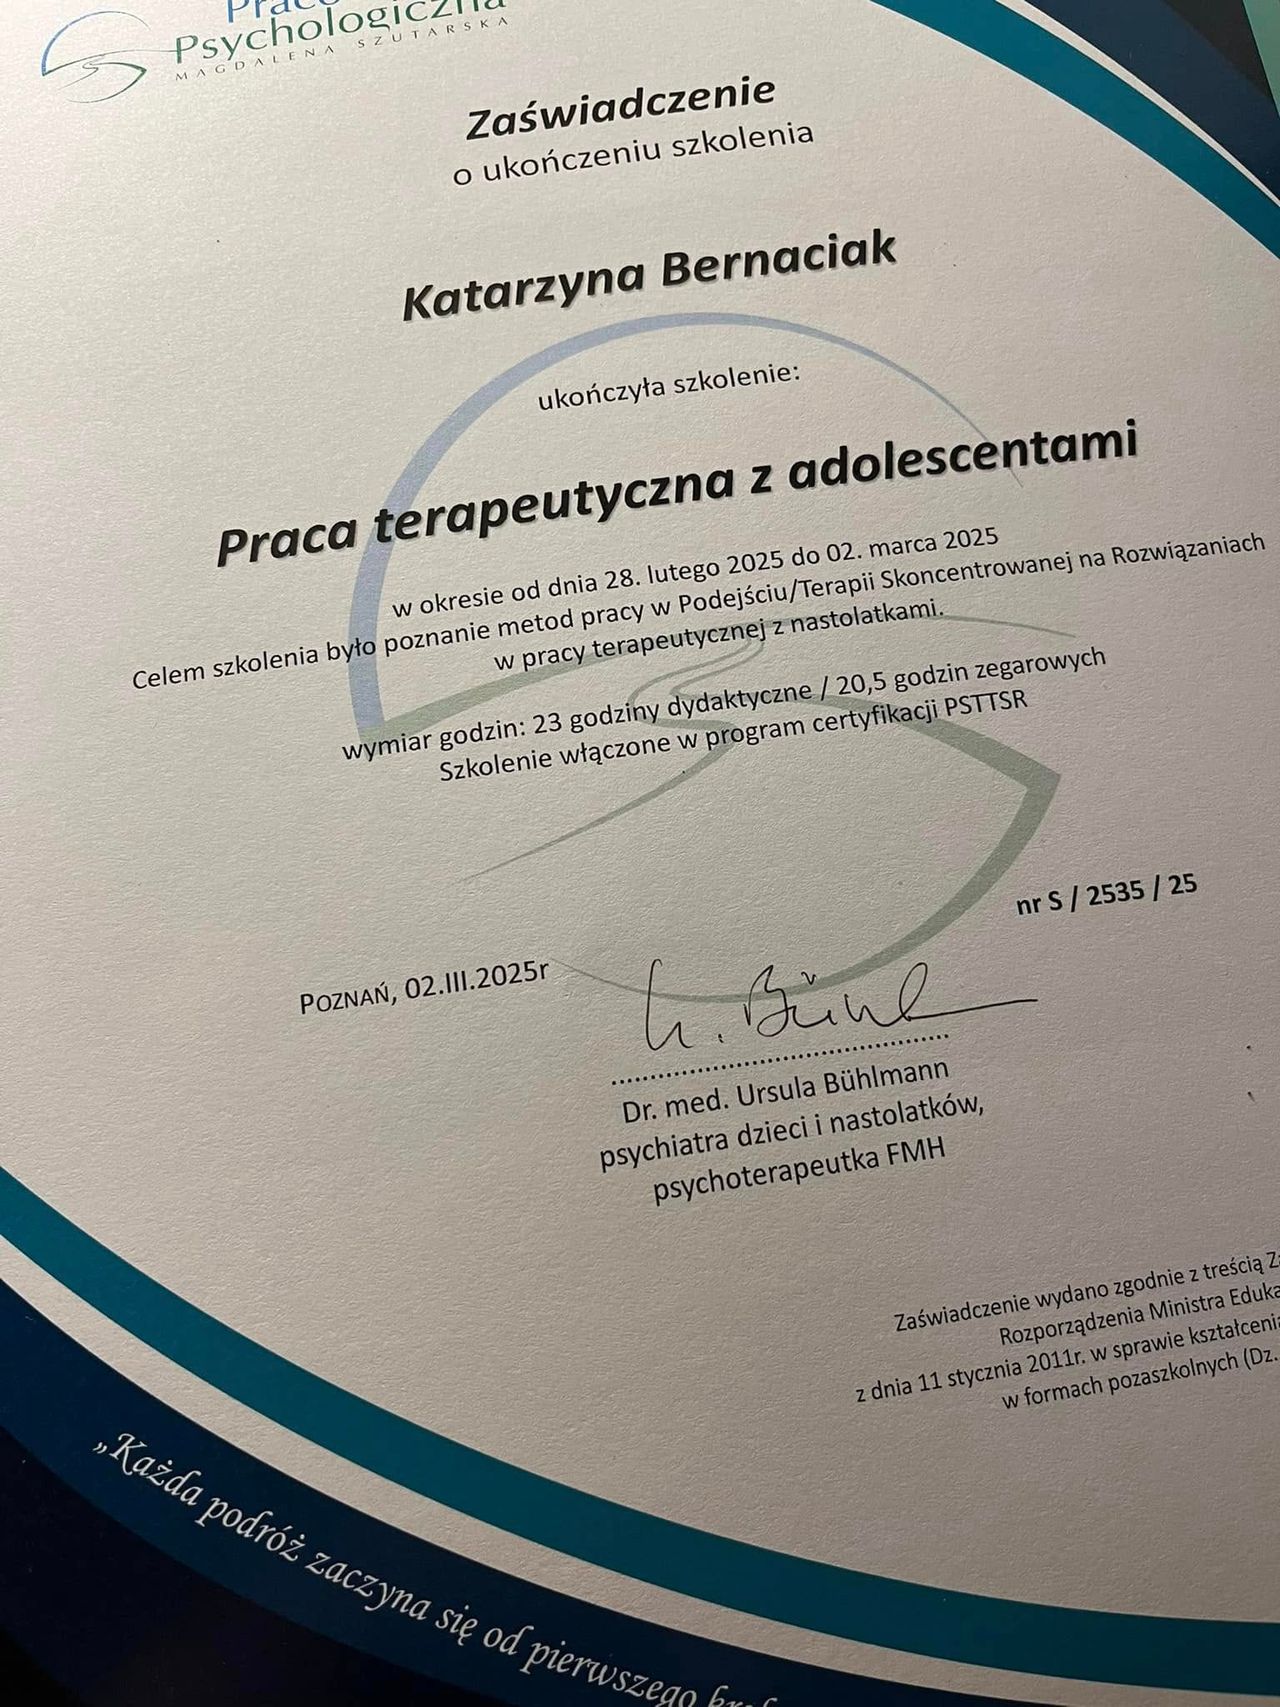 Psychologiczna
MAGDALENA SZUTARSKA
Zaświadczenie
o ukończeniu szkolenia
Katarzyna Bernaciak
ukończyła szkolenie:
Praca terapeutyczna z adolescentami
w okresie od dnia 28. lutego 2025 do 02. marca 2025
Celem szkolenia było poznanie metod pracy w Podejściu/Terapii Skoncentrowanej na Rozwiązaniach
w pracy terapeutycznej z nastolatkami.
wymiar godzin: 23 godziny dydaktyczne / 20,5 godzin zegarowych
Szkolenie włączone w program certyfikacji PSTTSR
nr S / 2535 / 25
POZNAŃ, 02.III.2025r
Dr. med. Ursula Bühlmann
psychiatra dzieci i nastolatków,
psychoterapeutka FMH
Zaświadczenie wydano zgodnie z treścią
Rozporządzenia Ministra
z dnia 11 stycznia 2011r. w sprawie
w formach pozaszkolnych (Dz.
„Każda podróż zaczyna się od pierwszego